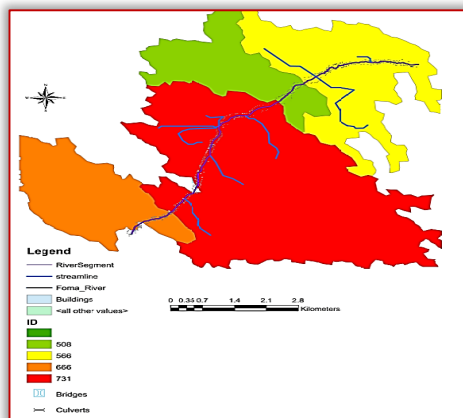 N
W
E
S
Legend
RiverSegment
streamline
Foma_River
Buildings
<all other values>
ID
508
566
666
731
Bridges
Culverts
0 0.35 0.7 1.4 2.1 2.8
Kilometers